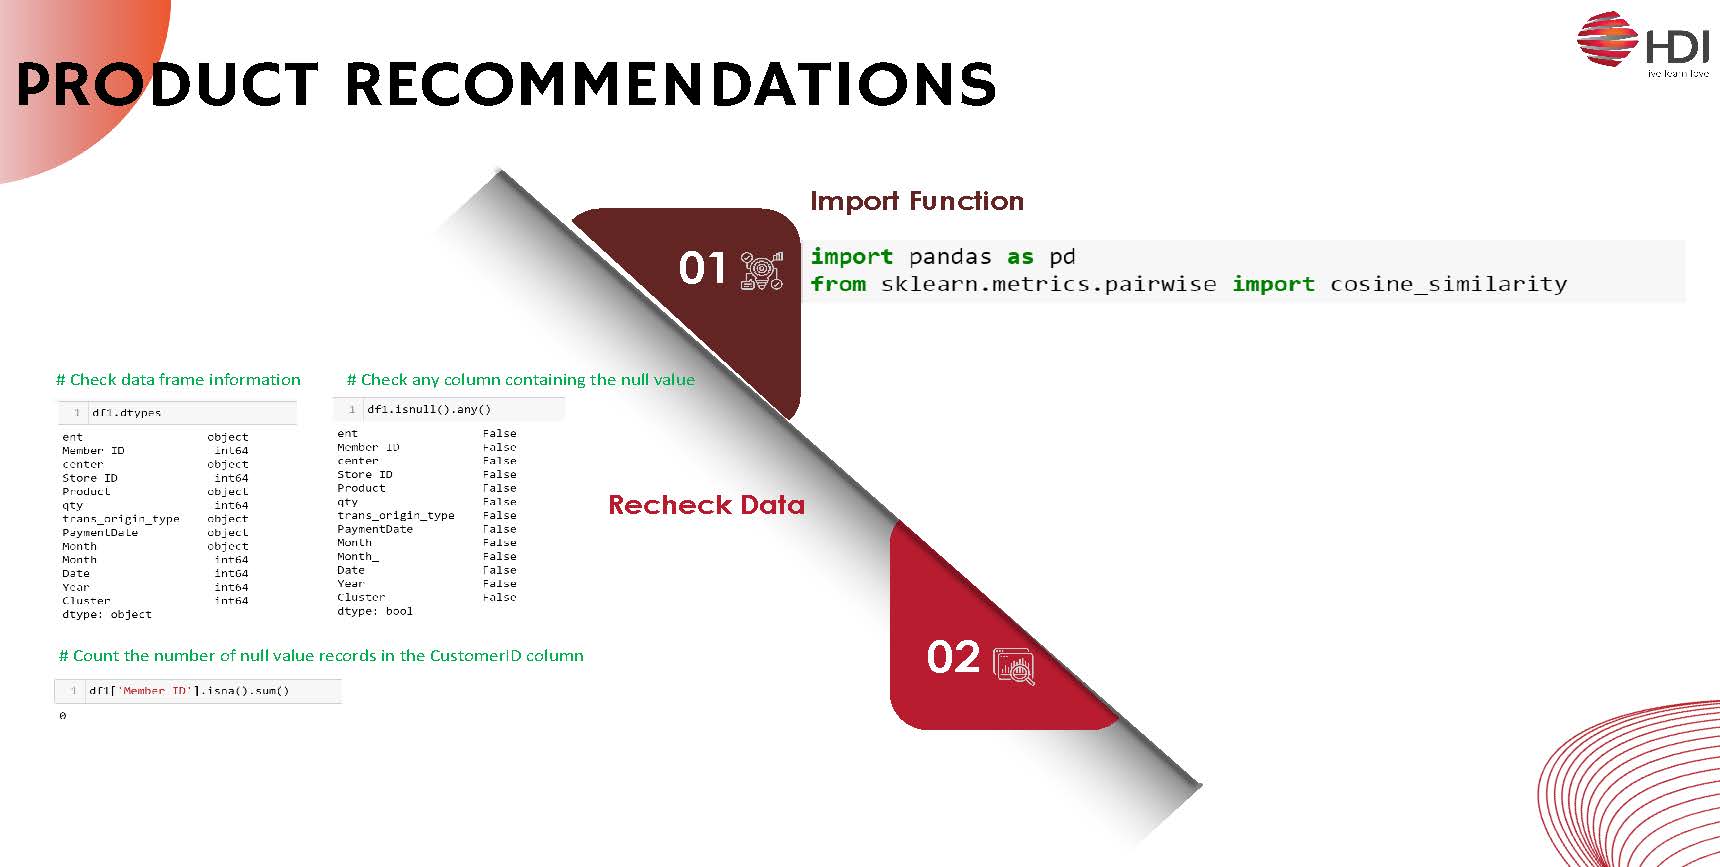 PRODUCT RECOMMENDATIONS
HDI
live learn love
Import Function
01
import pandas as pd
from sklearn.metrics.pairwise import cosine_similarity
# Check data frame information
1 df1.dtypes
ent object
Member ID int64
center object
Store ID int64
Product object
qty int64
trans_origin_type object
PaymentDate object
Month object
Month_ int64
Date int64
Year int64
Cluster int64
dtype: object
# Check any column containing the null value
1 df1.isnull().any()
ent False
Member ID False
center False
Store ID False
Product False
qty False
trans_origin_type False
PaymentDate False
Month False
Month_ False
Date False
Year False
Cluster False
dtype: bool
Recheck Data
02
# Count the number of null value records in the CustomerID column
1 df1['Member ID'].isna().sum()
0